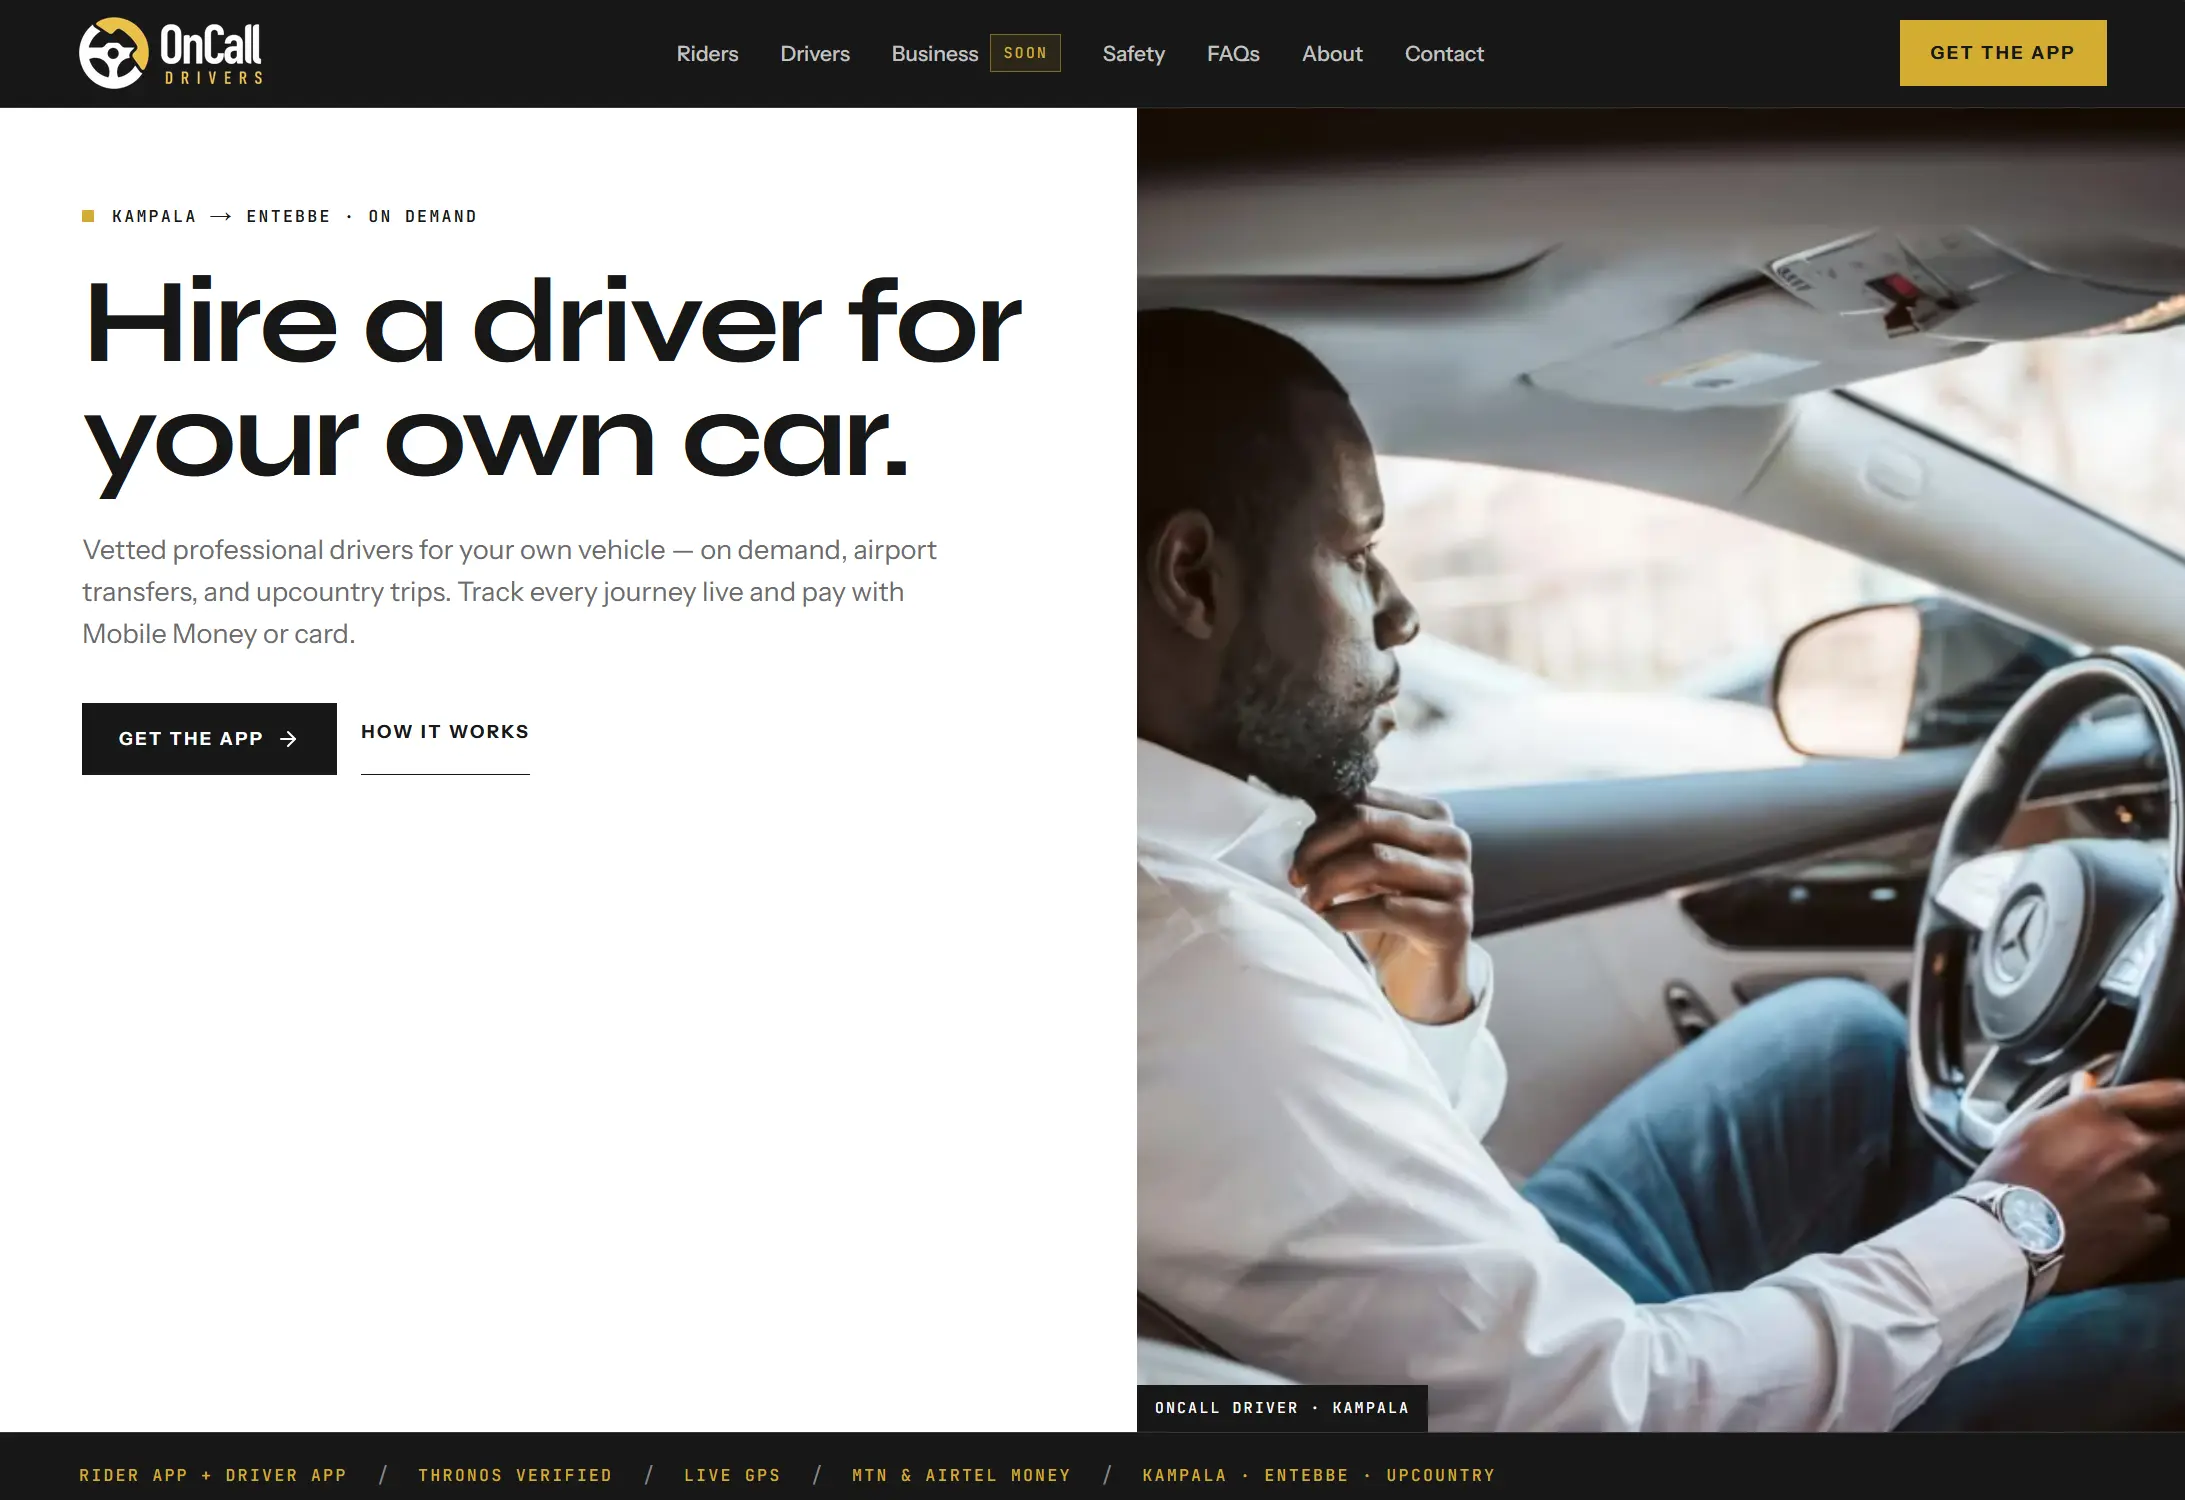 OnCall
DRIVERS
Riders Drivers Business SOON Safety FAQs About Contact
GET THE APP
KAMPALA → ENTEBBE · ON DEMAND
Hire a driver for
your own car.
Vetted professional drivers for your own vehicle — on demand, airport
transfers, and upcountry trips. Track every journey live and pay with
Mobile Money or card.
GET THE APP →
HOW IT WORKS
ONCALL DRIVER · KAMPALA
RIDER APP + DRIVER APP / THRONOS VERIFIED / LIVE GPS / MTN & AIRTEL MONEY / KAMPALA · ENTEBBE · UPCOUNTRY